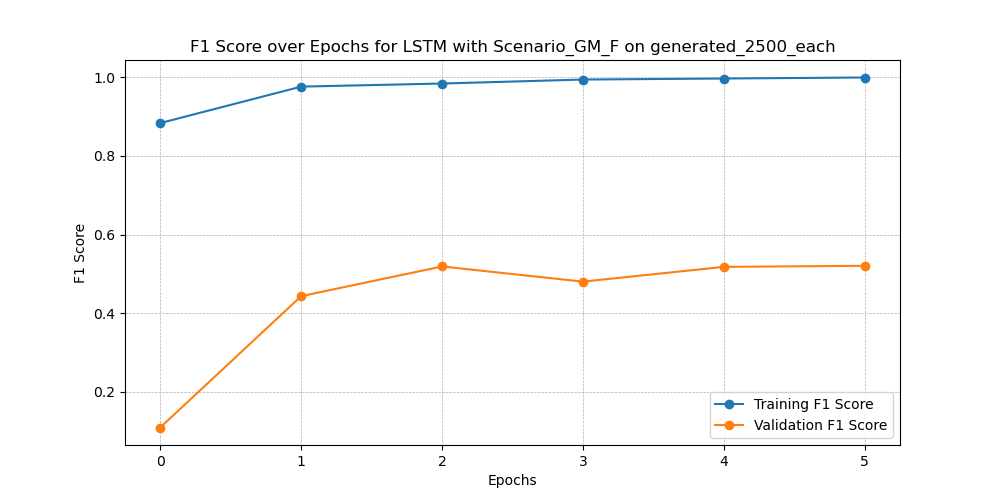 F1 Score over Epochs for LSTM with Scenario_GM_F on generated_2500_each
F1 Score
1.0
0.8
0.6
0.4
0.2
0 1 2 3 4 5
Epochs
Training F1 Score
Validation F1 Score